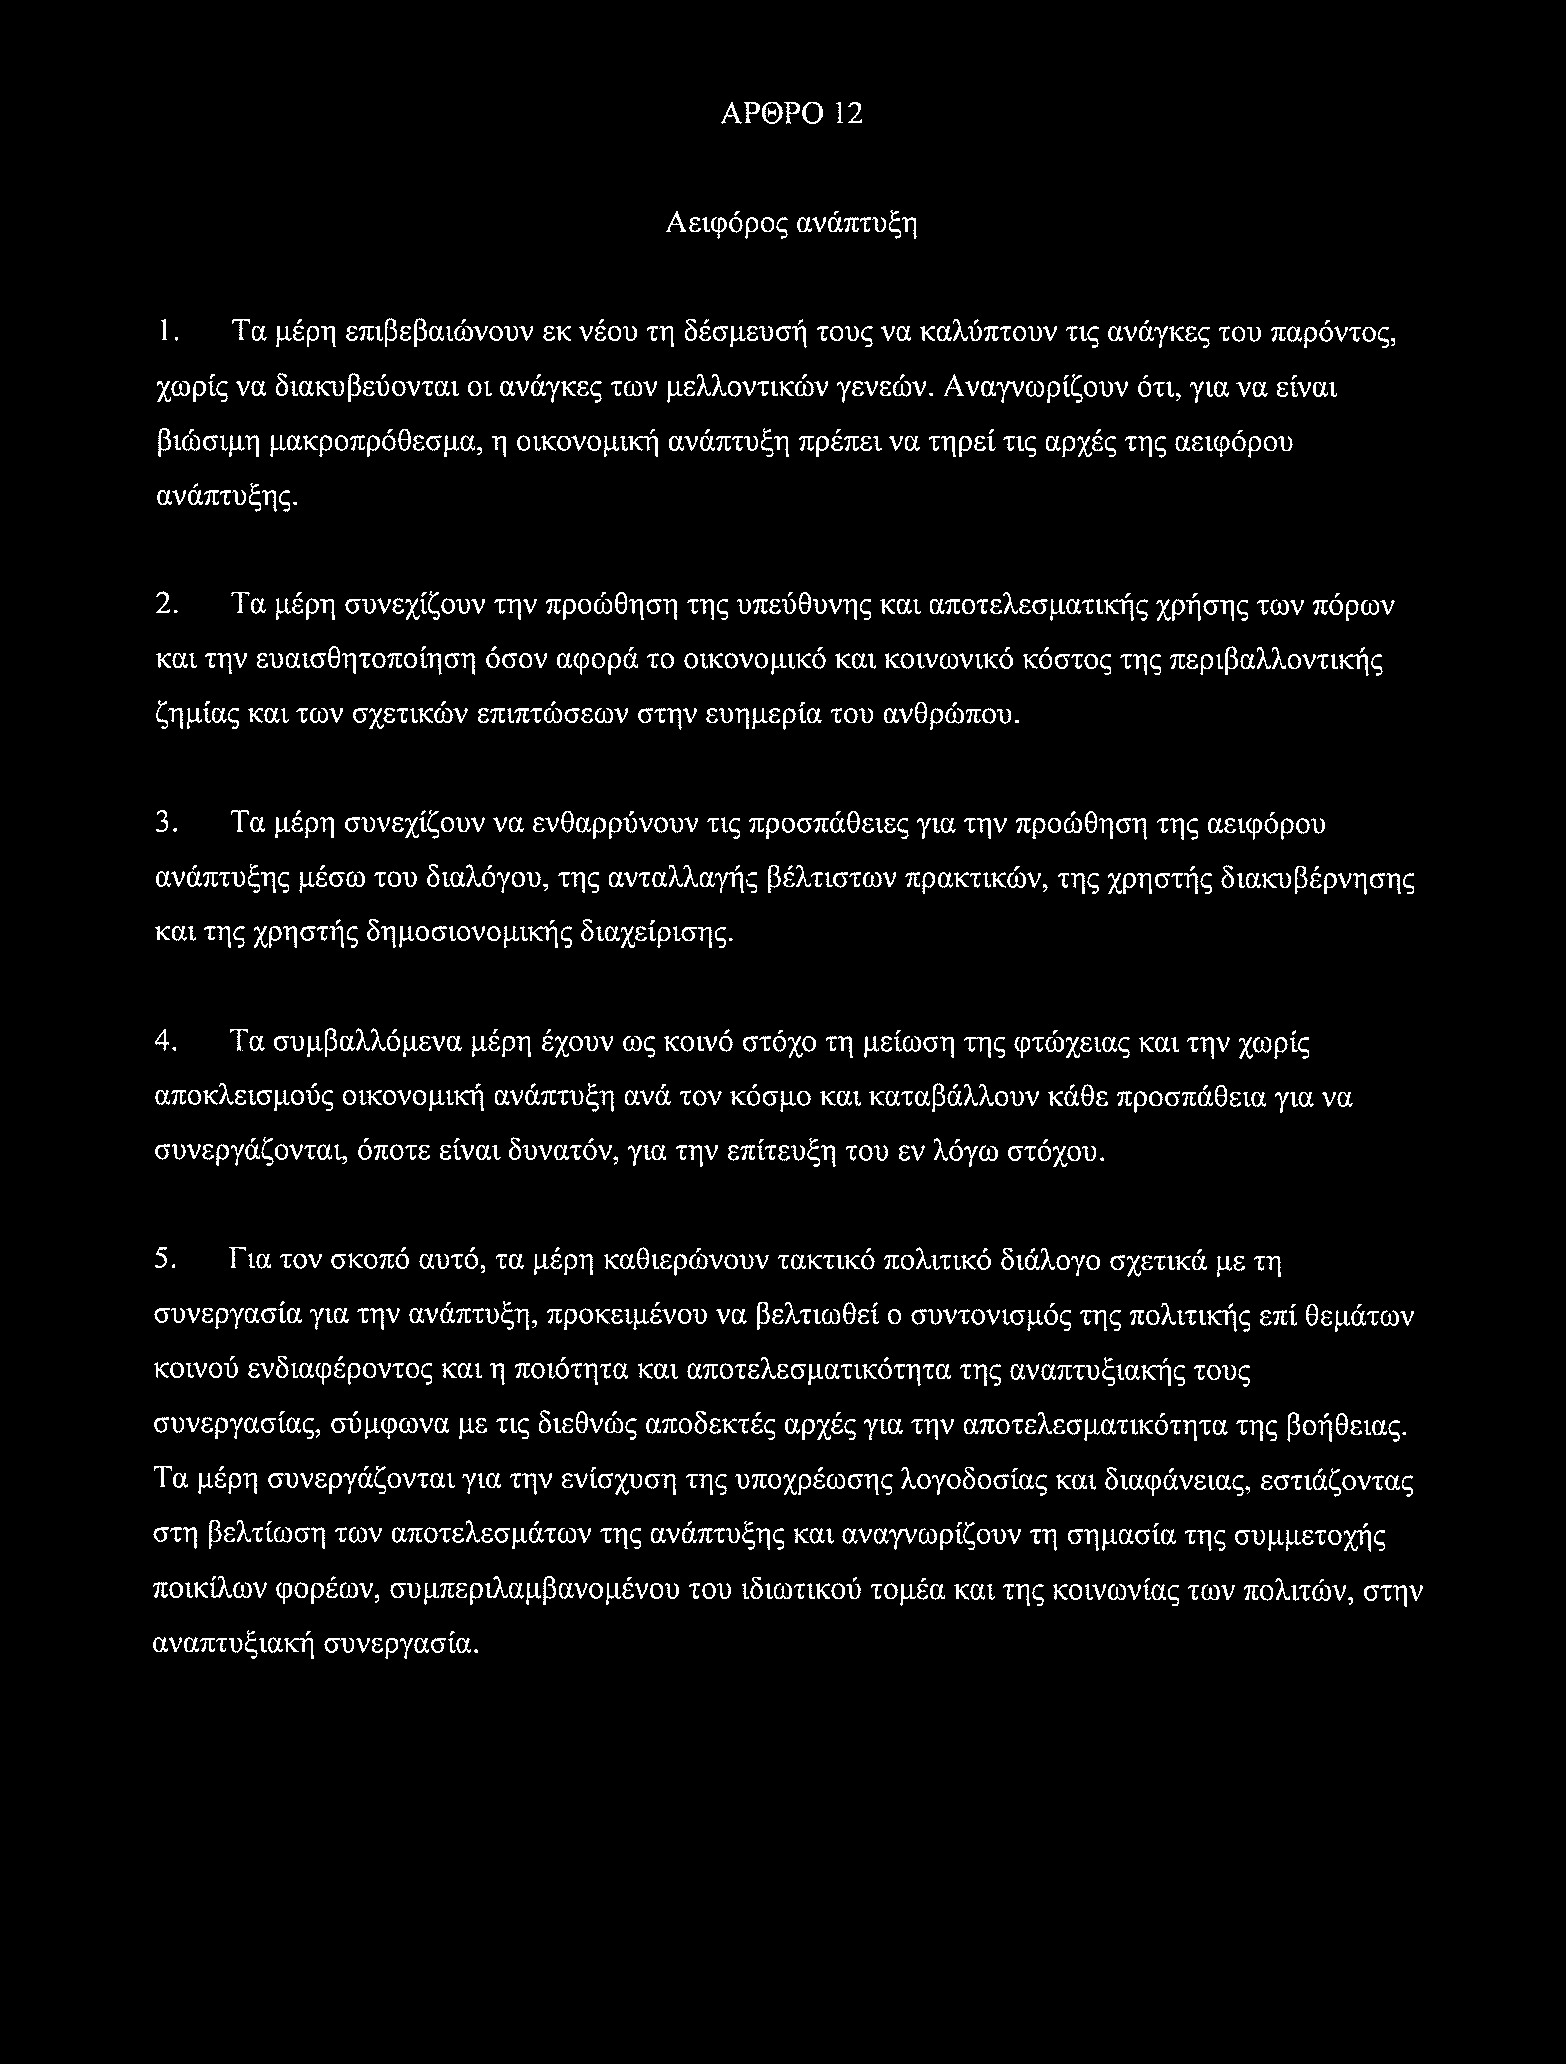 ΑΡΘΡΟ 12
Αειφόρος ανάπτυξη
1. Τα μέρη επιβεβαιώνουν εκ νέου τη δέσμευσή τους να καλύπτουν τις ανάγκες του παρόντος,
χωρίς να διακυβεύονται οι ανάγκες των μελλοντικών γενεών. Αναγνωρίζουν ότι, για να είναι
βιώσιμη μακροπρόθεσμα, η οικονομική ανάπτυξη πρέπει να τηρεί τις αρχές της αειφόρου
ανάπτυξης.
2. Τα μέρη συνεχίζουν την προώθηση της υπεύθυνης και αποτελεσματικής χρήσης των πόρων
και την ευαισθητοποίηση όσον αφορά το οικονομικό και κοινωνικό κόστος της περιβαλλοντικής
ζημίας και των σχετικών επιπτώσεων στην ευημερία του ανθρώπου.
3. Τα μέρη συνεχίζουν να ενθαρρύνουν τις προσπάθειες για την προώθηση της αειφόρου
ανάπτυξης μέσω του διαλόγου, της ανταλλαγής βέλτιστων πρακτικών, της χρηστής διακυβέρνησης
και της χρηστής δημοσιονομικής διαχείρισης.
4. Τα συμβαλλόμενα μέρη έχουν ως κοινό στόχο τη μείωση της φτώχειας και την χωρίς
αποκλεισμούς οικονομική ανάπτυξη ανά τον κόσμο και καταβάλλουν κάθε προσπάθεια για να
συνεργάζονται, όποτε είναι δυνατόν, για την επίτευξη του εν λόγω στόχου.
5. Για τον σκοπό αυτό, τα μέρη καθιερώνουν τακτικό πολιτικό διάλογο σχετικά με τη
συνεργασία για την ανάπτυξη, προκειμένου να βελτιωθεί ο συντονισμός της πολιτικής επί θεμάτων
κοινού ενδιαφέροντος και η ποιότητα και αποτελεσματικότητα της αναπτυξιακής τους
συνεργασίας, σύμφωνα με τις διεθνώς αποδεκτές αρχές για την αποτελεσματικότητα της βοήθειας.
Τα μέρη συνεργάζονται για την ενίσχυση της υποχρέωσης λογοδοσίας και διαφάνειας, εστιάζοντας
στη βελτίωση των αποτελεσμάτων της ανάπτυξης και αναγνωρίζουν τη σημασία της συμμετοχής
ποικίλων φορέων, συμπεριλαμβανομένου του ιδιωτικού τομέα και της κοινωνίας των πολιτών, στην
αναπτυξιακή συνεργασία.